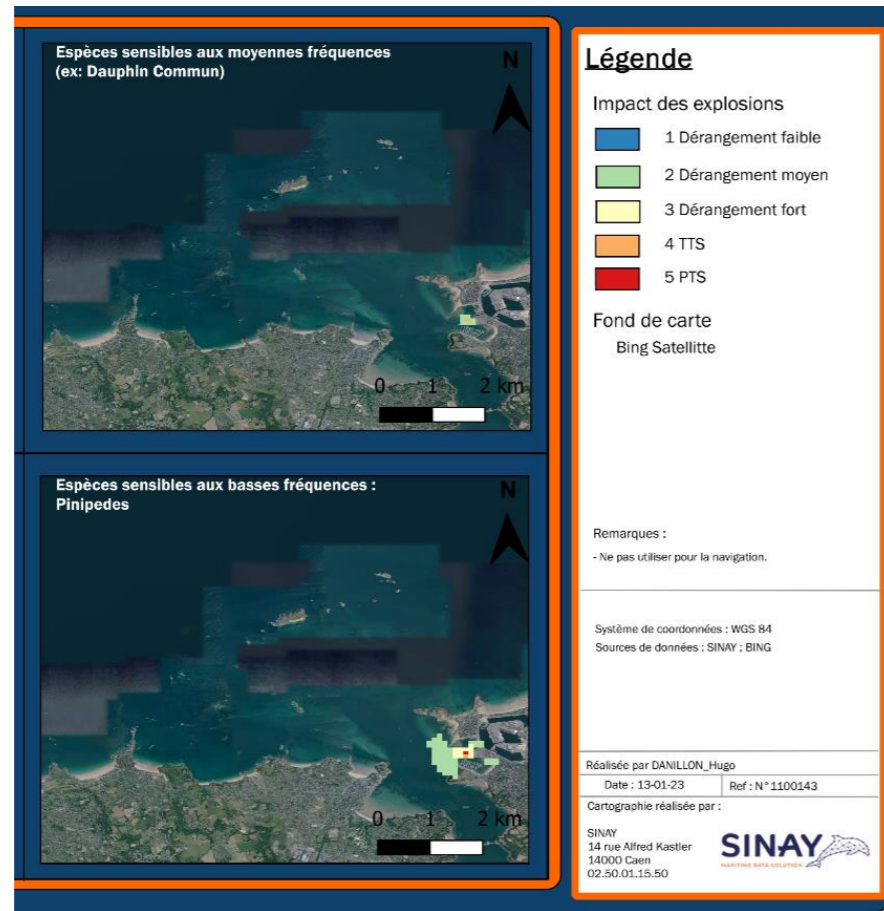 Espèces sensibles aux moyennes fréquences
(ex: Dauphin Commun)
N
0 1 2 km
Espèces sensibles aux basses fréquences :
Pinipedes
N
0 1 2 km
Légende
Impact des explosions
1 Dérangement faible
2 Dérangement moyen
3 Dérangement fort
4 TTS
5 PTS
Fond de carte
Bing Satellitte
Remarques :
- Ne pas utiliser pour la navigation.
Système de coordonnées : WGS 84
Sources de données : SINAY ; BING
Réalisée par DANILLON_Hugo
Date : 13-01-23
Ref : N°1100143
Cartographie réalisée par :
SINAY
14 rue Alfred Kastler
14000 Caen
02.50.01.15.50
SINAY
MARITIME DATA SOLUTION